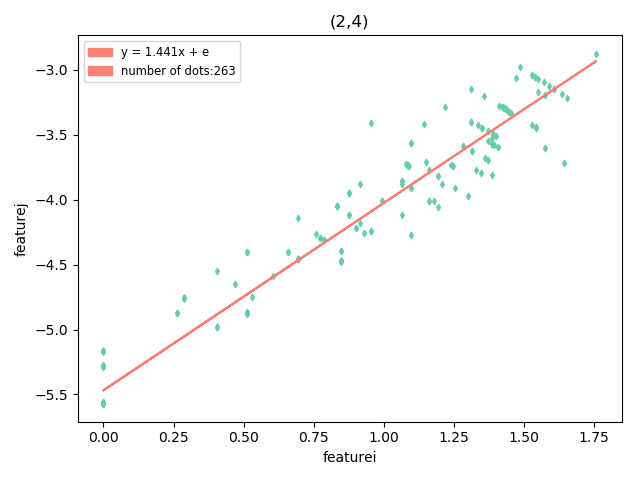 (2,4)
y = 1.441x + e
number of dots:263
−3.0
−3.5
−4.0
−4.5
−5.0
−5.5
featurej
0.00 0.25 0.50 0.75 1.00 1.25 1.50 1.75
featurei